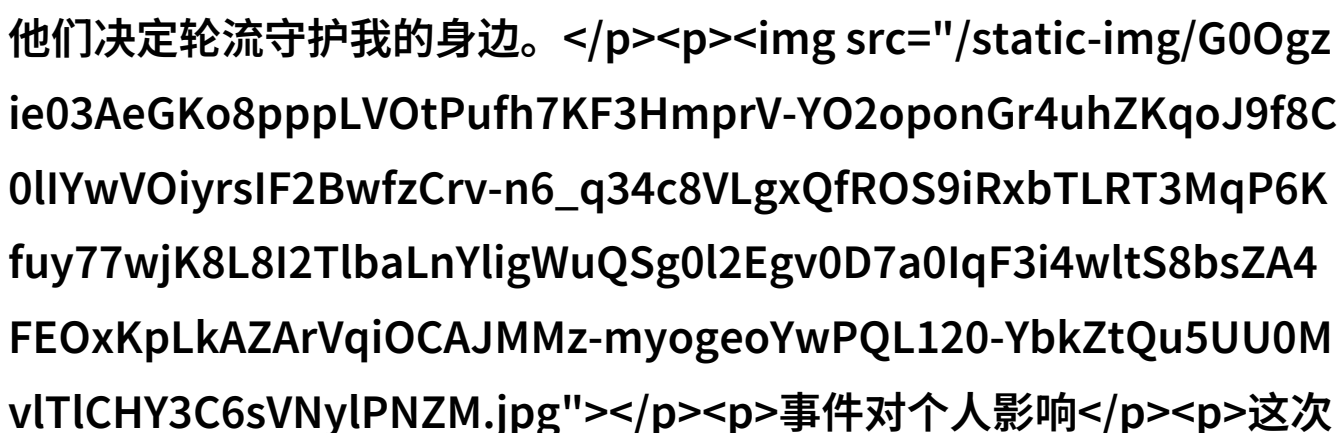 他们决定轮流守护我的身边。</p><p><img src="/static-img/G0Ogz
ie03AeGKo8pppLVOtPufh7KF3HmprV-YO2oponGr4uhZKqoJ9f8C
0lIYwVOiyrsIF2BwfzCrv-n6_q34c8VLgxQfROS9iRxbTLRT3MqP6K
fuy77wjK8L8I2TlbaLnYligWuQSg0l2Egv0D7a0IqF3i4wltS8bsZA4
FEOxKpLkAZArVqiOCAJMMz-myogeoYwPQL120-YbkZtQu5UU0M
vlTlCHY3C6sVNylPNZM.jpg"></p><p>事件对个人影响</p><p>这次